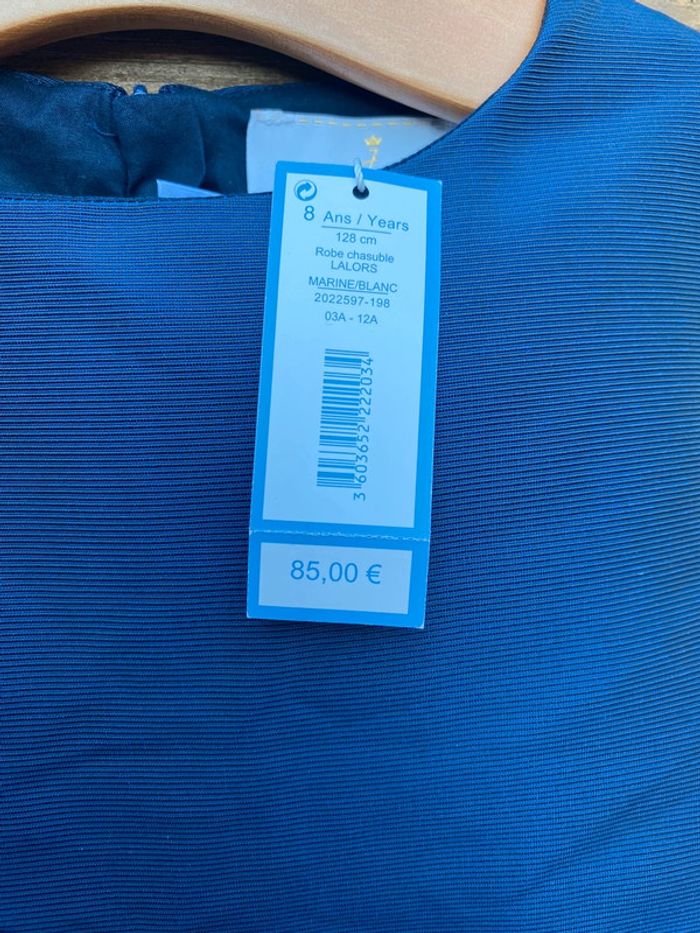 8 Ans / Years
128 cm
Robe chasuble
LALORS
MARINE/BLANC
2022597-198
03A - 12A
3 603652 222034
85,00 €